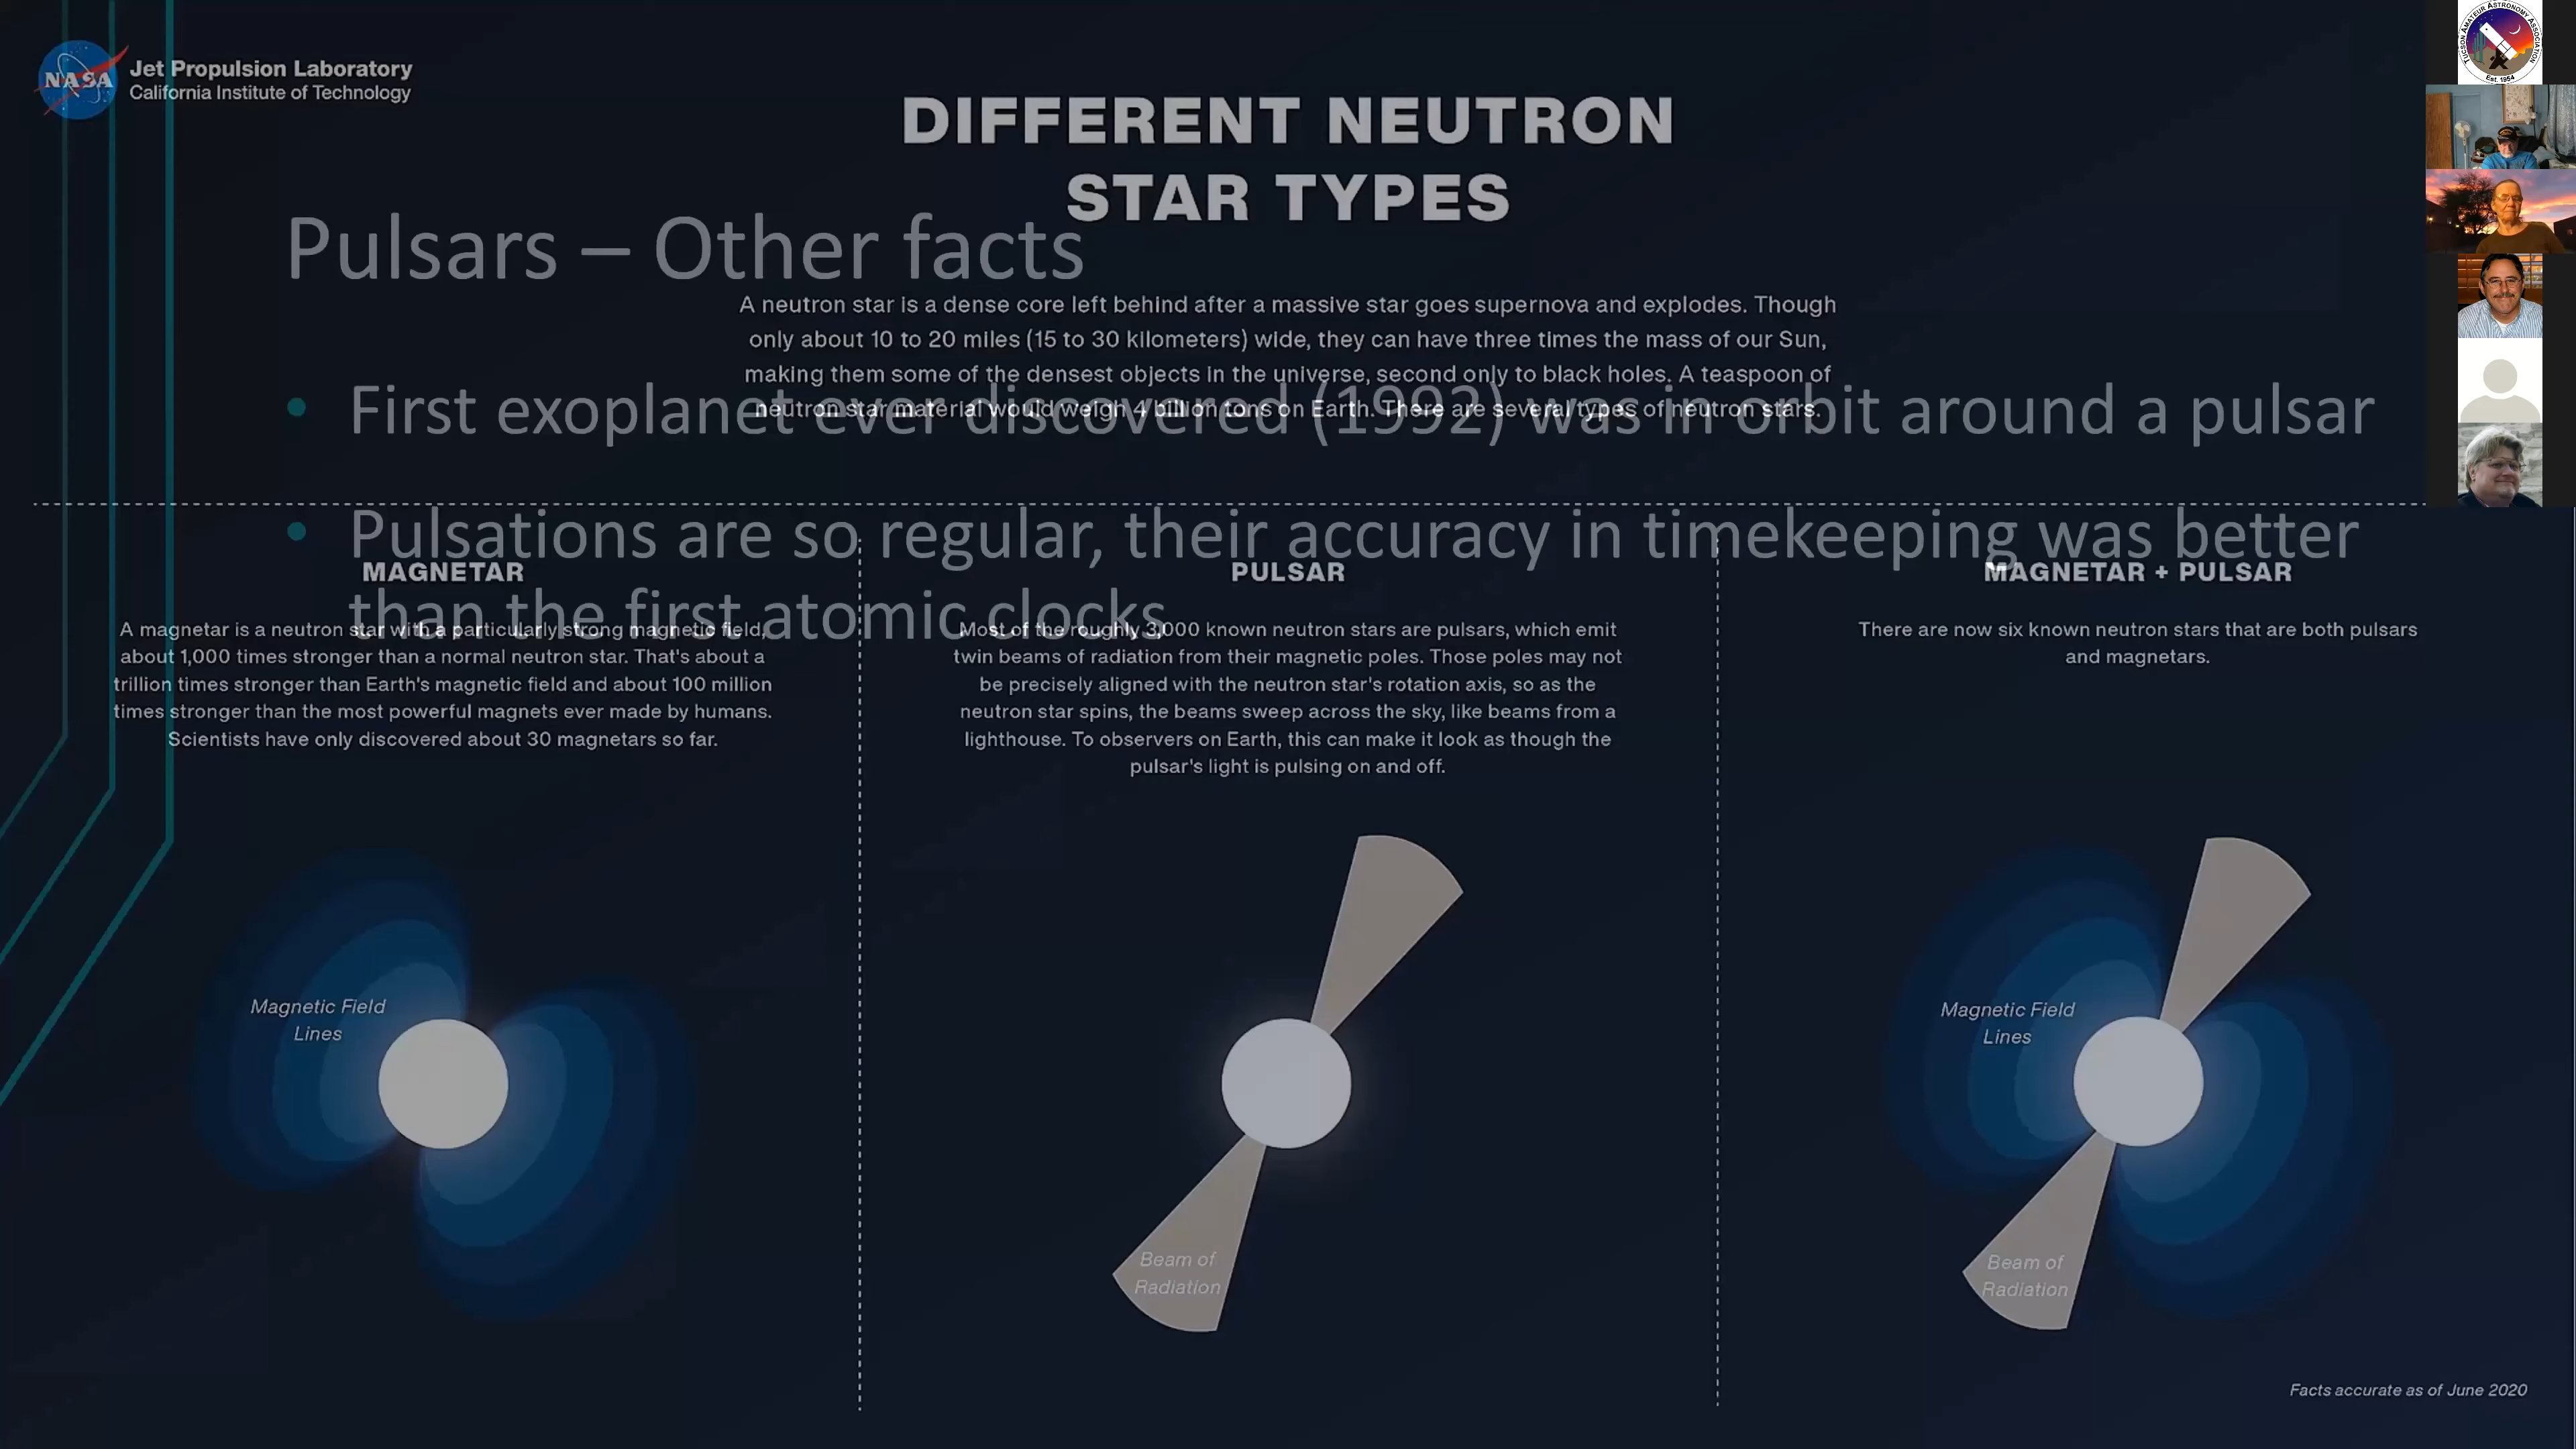 NASA
Jet Propulsion Laboratory
California Institute of Technology
DIFFERENT NEUTRON
STAR TYPES
A neutron star is a dense core left behind after a massive star goes supernova and explodes. Though
only about 10 to 20 miles (15 to 30 kilometers) wide, they can have three times the mass of our Sun,
making them some of the densest objects in the universe, second only to black holes. A teaspoon of
neutron star material would weigh 4 billion tons on Earth. There are several types of neutron stars.
Pulsars – Other facts
• First exoplanet ever discovered (1992) was in orbit around a pulsar
• Pulsations are so regular, their accuracy in timekeeping was better
than the first atomic clocks
MAGNETAR
A magnetar is a neutron star with a particularly strong magnetic field,
about 1,000 times stronger than a normal neutron star. That's about a
trillion times stronger than Earth's magnetic field and about 100 million
times stronger than the most powerful magnets ever made by humans.
Scientists have only discovered about 30 magnetars so far.
Magnetic Field
Lines
PULSAR
Most of the roughly 3,000 known neutron stars are pulsars, which emit
twin beams of radiation from their magnetic poles. Those poles may not
be precisely aligned with the neutron star's rotation axis, so as the
neutron star spins, the beams sweep across the sky, like beams from a
lighthouse. To observers on Earth, this can make it look as though the
pulsar's light is pulsing on and off.
Beam of
Radiation
MAGNETAR + PULSAR
There are now six known neutron stars that are both pulsars
and magnetars.
Magnetic Field
Lines
Beam of
Radiation
Facts accurate as of June 2020
TUCSON AMATEUR ASTRONOMY ASSOCIATION
Est. 1954